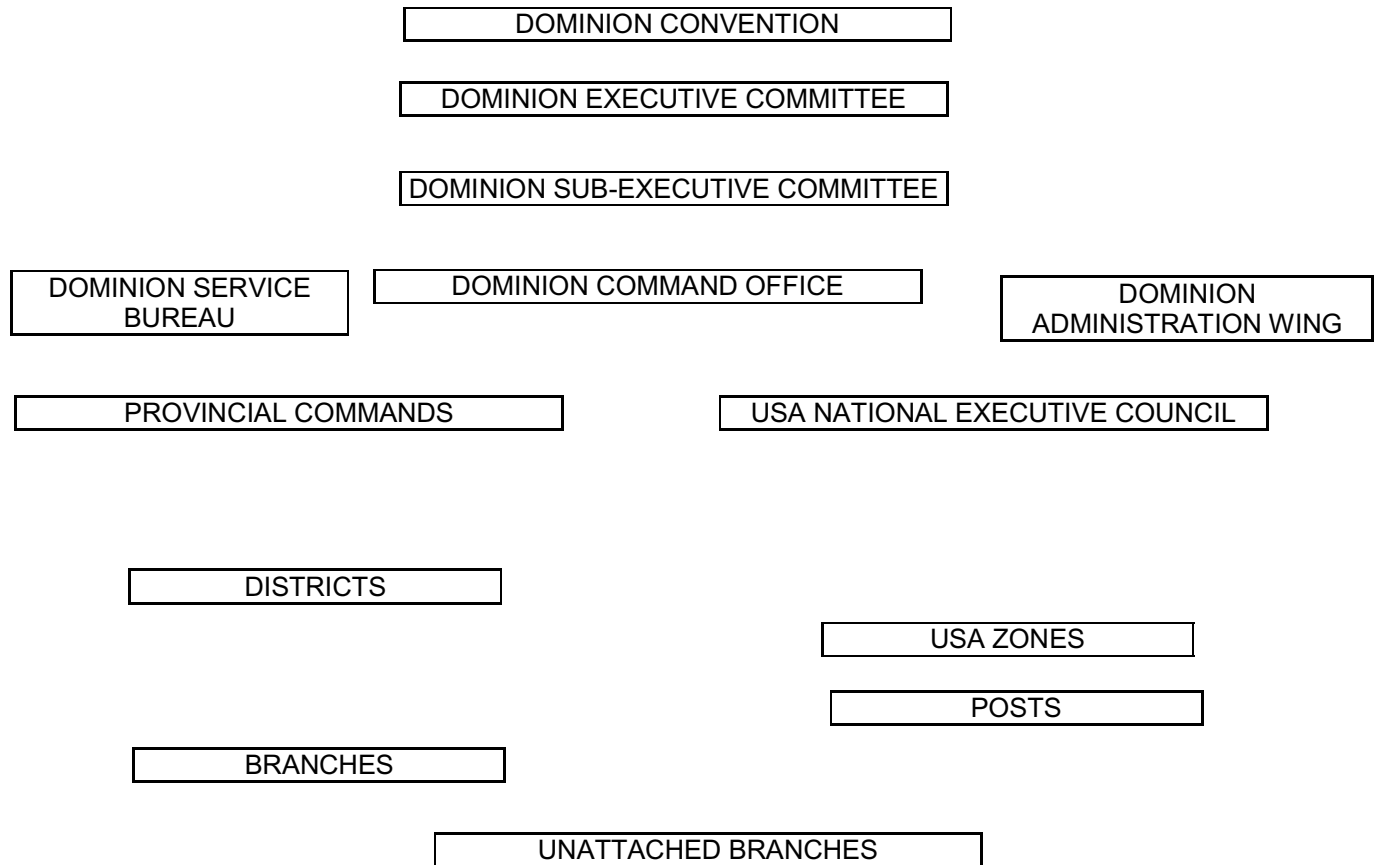 DOMINION CONVENTION
DOMINION EXECUTIVE COMMITTEE
DOMINION SUB-EXECUTIVE COMMITTEE
DOMINION SERVICE
BUREAU
DOMINION COMMAND OFFICE
DOMINION
ADMINISTRATION WING
PROVINCIAL COMMANDS
USA NATIONAL EXECUTIVE COUNCIL
DISTRICTS
USA ZONES
POSTS
BRANCHES
UNATTACHED BRANCHES